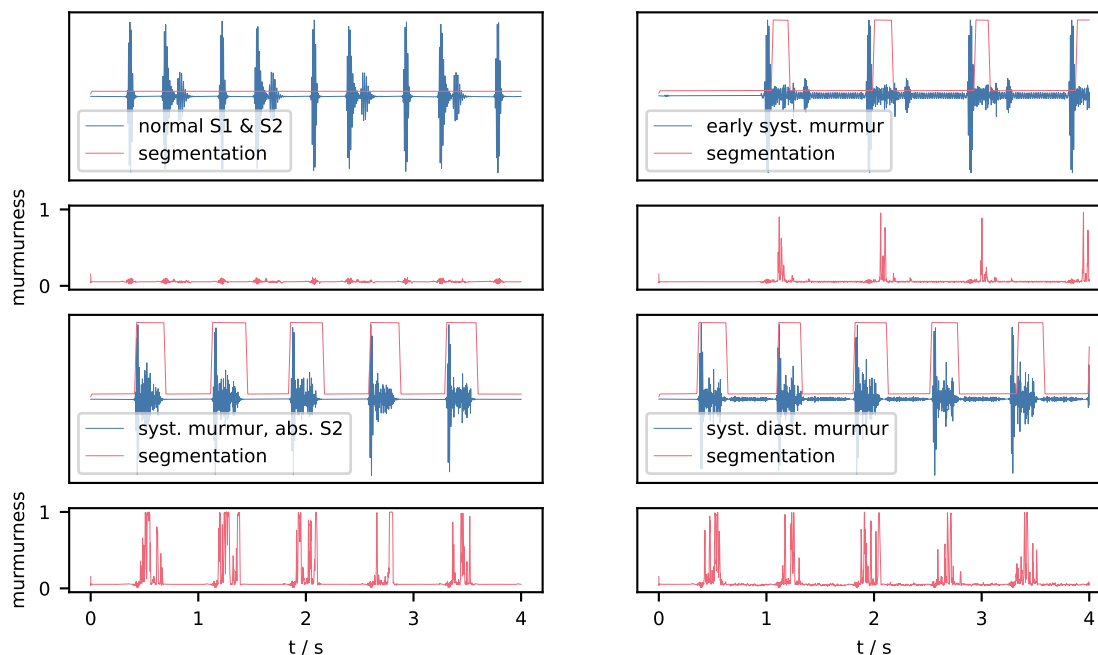 normal S1 & S2
segmentation
early syst. murmur
segmentation
murmurness
1
0
syst. murmur, abs. S2
segmentation
syst. diast. murmur
segmentation
murmurness
1
0
0 1 2 3 4
0 1 2 3 4
t / s
t / s